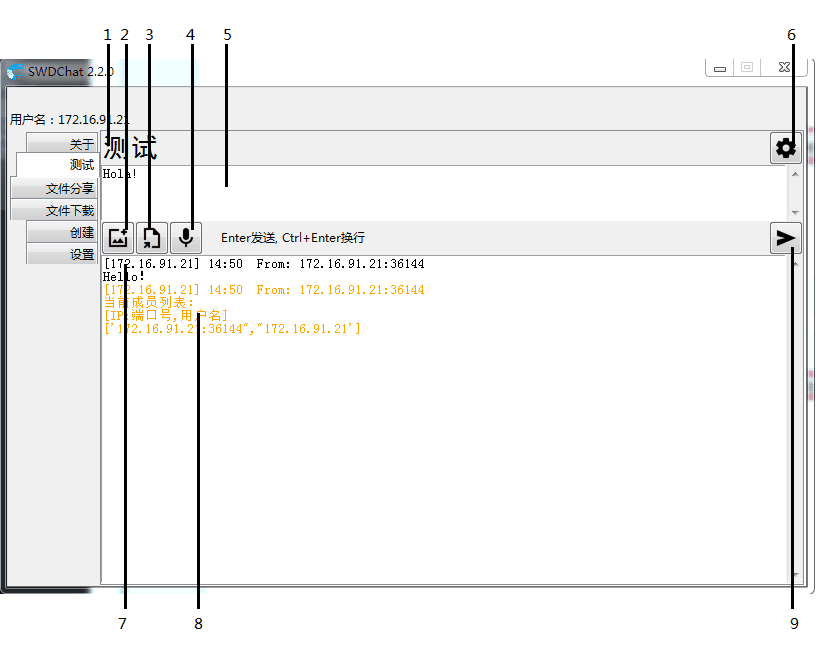 1 2 3 4 5 6
SWDChat 2.2.0
用户名：172.16.91.21
关于
测试
文件分享
文件下载
创建
设置
测试
Hola!
Enter发送, Ctrl+Enter换行
[172.16.91.21] 14:50 From: 172.16.91.21:36144
Hello!
[172.16.91.21] 14:50 From: 172.16.91.21:36144
当前成员列表：
[IP:端口号,用户名]
['172.16.91.21:36144","172.16.91.21']
7 8 9